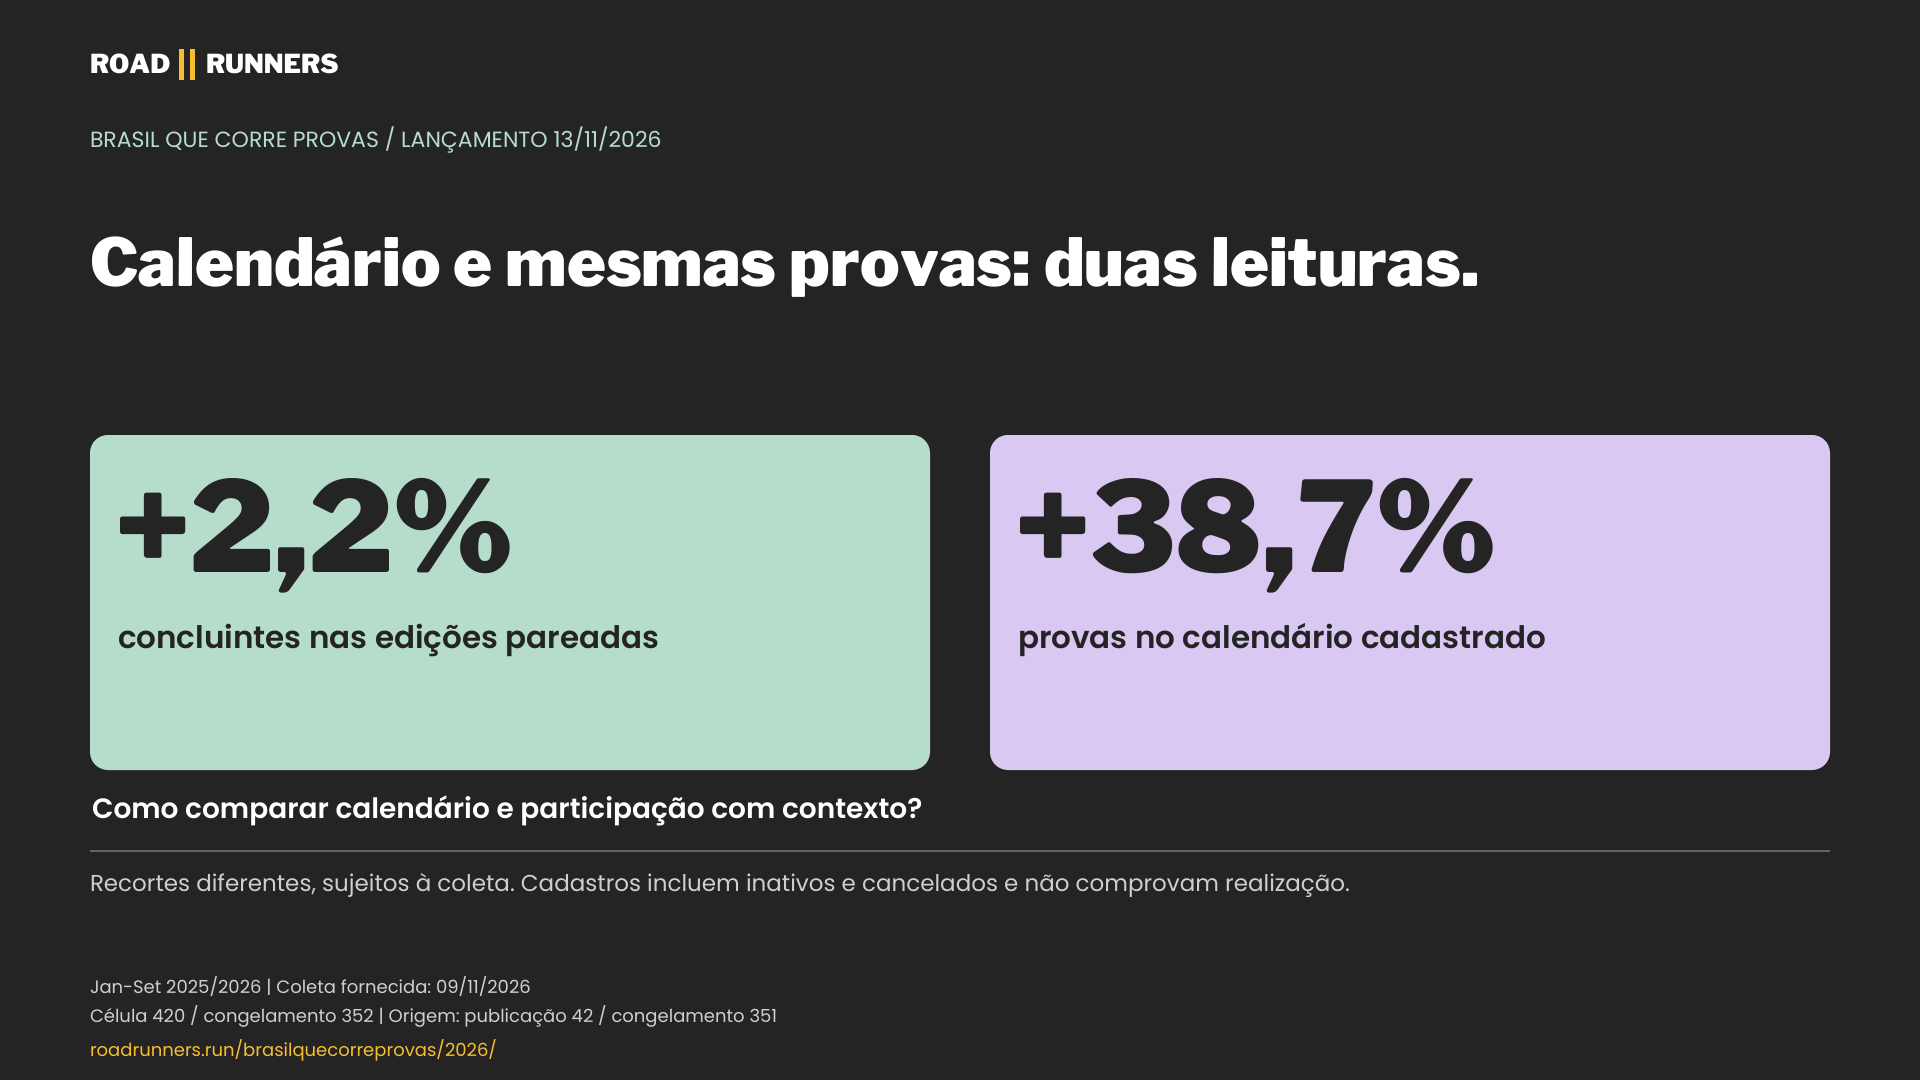 ROAD || RUNNERS
BRASIL QUE CORRE PROVAS / LANÇAMENTO 13/11/2026
Calendário e mesmas provas: duas leituras.
+2,2%
concluintes nas edições pareadas
+38,7%
provas no calendário cadastrado
Como comparar calendário e participação com contexto?
Recortes diferentes, sujeitos à coleta. Cadastros incluem inativos e cancelados e não comprovam realização.
Jan-Set 2025/2026 | Coleta fornecida: 09/11/2026
Célula 420 / congelamento 352 | Origem: publicação 42 / congelamento 351
roadrunners.run/brasilquecorreprovas/2026/